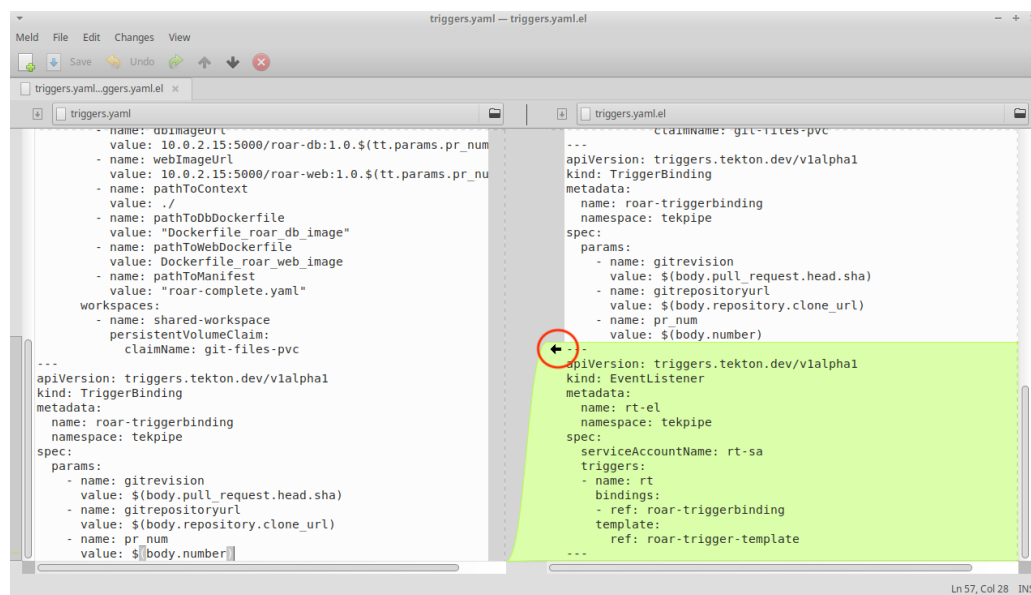 triggers.yaml — triggers.yaml.el
Meld File Edit Changes View
Save Undo
triggers.yaml...ggers.yaml.el
triggers.yaml
- name: dbImageUrl
value: 10.0.2.15:5000/roar-db:1.0.$(tt.params.pr_num
- name: webImageUrl
value: 10.0.2.15:5000/roar-web:1.0.$(tt.params.pr_nu
- name: pathToContext
value: ./
- name: pathToDbDockerfile
value: "Dockerfile_roar_db_image"
- name: pathToWebDockerfile
value: Dockerfile_roar_web_image
- name: pathToManifest
value: "roar-complete.yaml"
workspaces:
- name: shared-workspace
persistentVolumeClaim:
claimName: git-files-pvc
---
apiVersion: triggers.tekton.dev/v1alpha1
kind: TriggerBinding
metadata:
name: roar-triggerbinding
namespace: tekpipe
spec:
params:
- name: gitrevision
value: $(body.pull_request.head.sha)
- name: gitrepositoryurl
value: $(body.repository.clone_url)
- name: pr_num
value: $(body.number)
triggers.yaml.el
claimName: git-files-pvc
---
apiVersion: triggers.tekton.dev/v1alpha1
kind: TriggerBinding
metadata:
name: roar-triggerbinding
namespace: tekpipe
spec:
params:
- name: gitrevision
value: $(body.pull_request.head.sha)
- name: gitrepositoryurl
value: $(body.repository.clone_url)
- name: pr_num
value: $(body.number)
---
apiVersion: triggers.tekton.dev/v1alpha1
kind: EventListener
metadata:
name: rt-el
namespace: tekpipe
spec:
serviceAccountName: rt-sa
triggers:
- name: rt
bindings:
- ref: roar-triggerbinding
template:
ref: roar-trigger-template
---
Ln 57, Col 28 INS